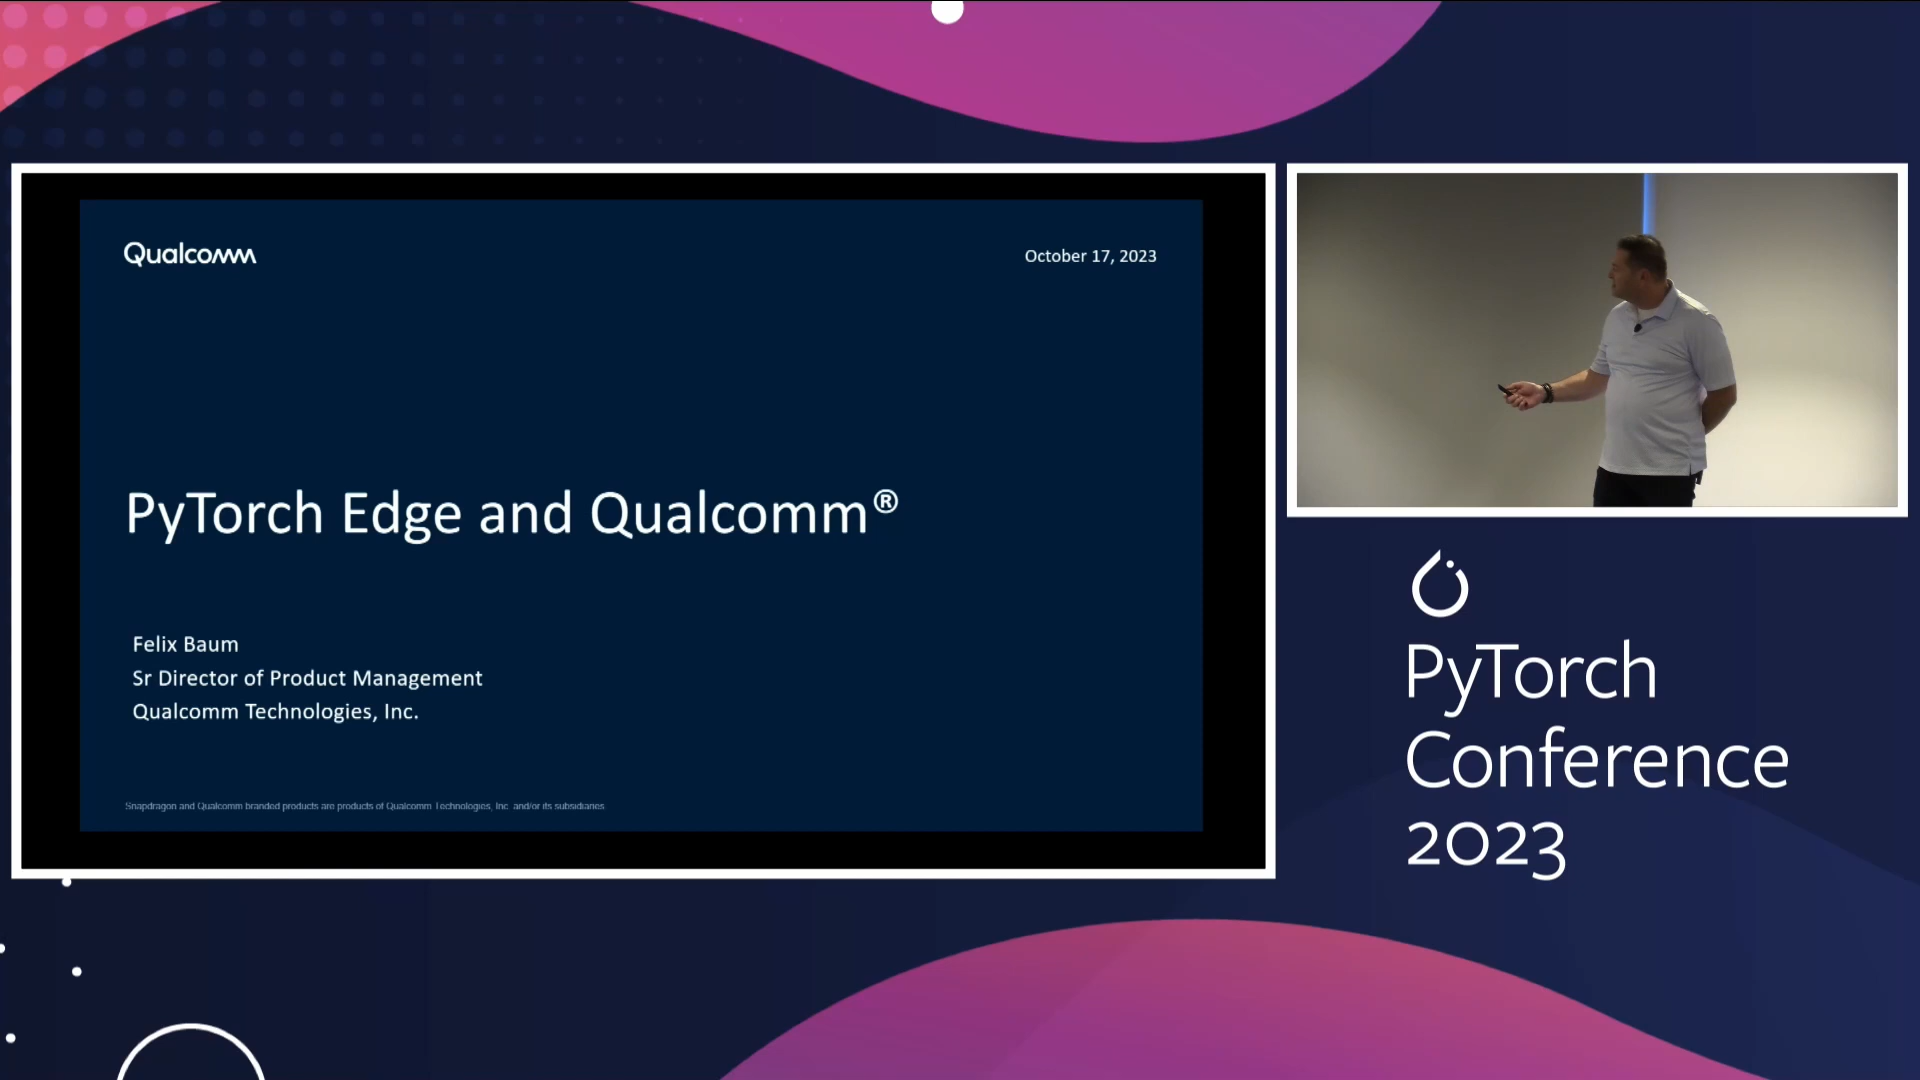 Qualcomm
October 17, 2023
PyTorch Edge and Qualcomm®
Felix Baum
Sr Director of Product Management
Qualcomm Technologies, Inc.
Snapdragon and Qualcomm branded products are products of Qualcomm Technologies, Inc. and/or its subsidiaries.
PyTorch
Conference
2023